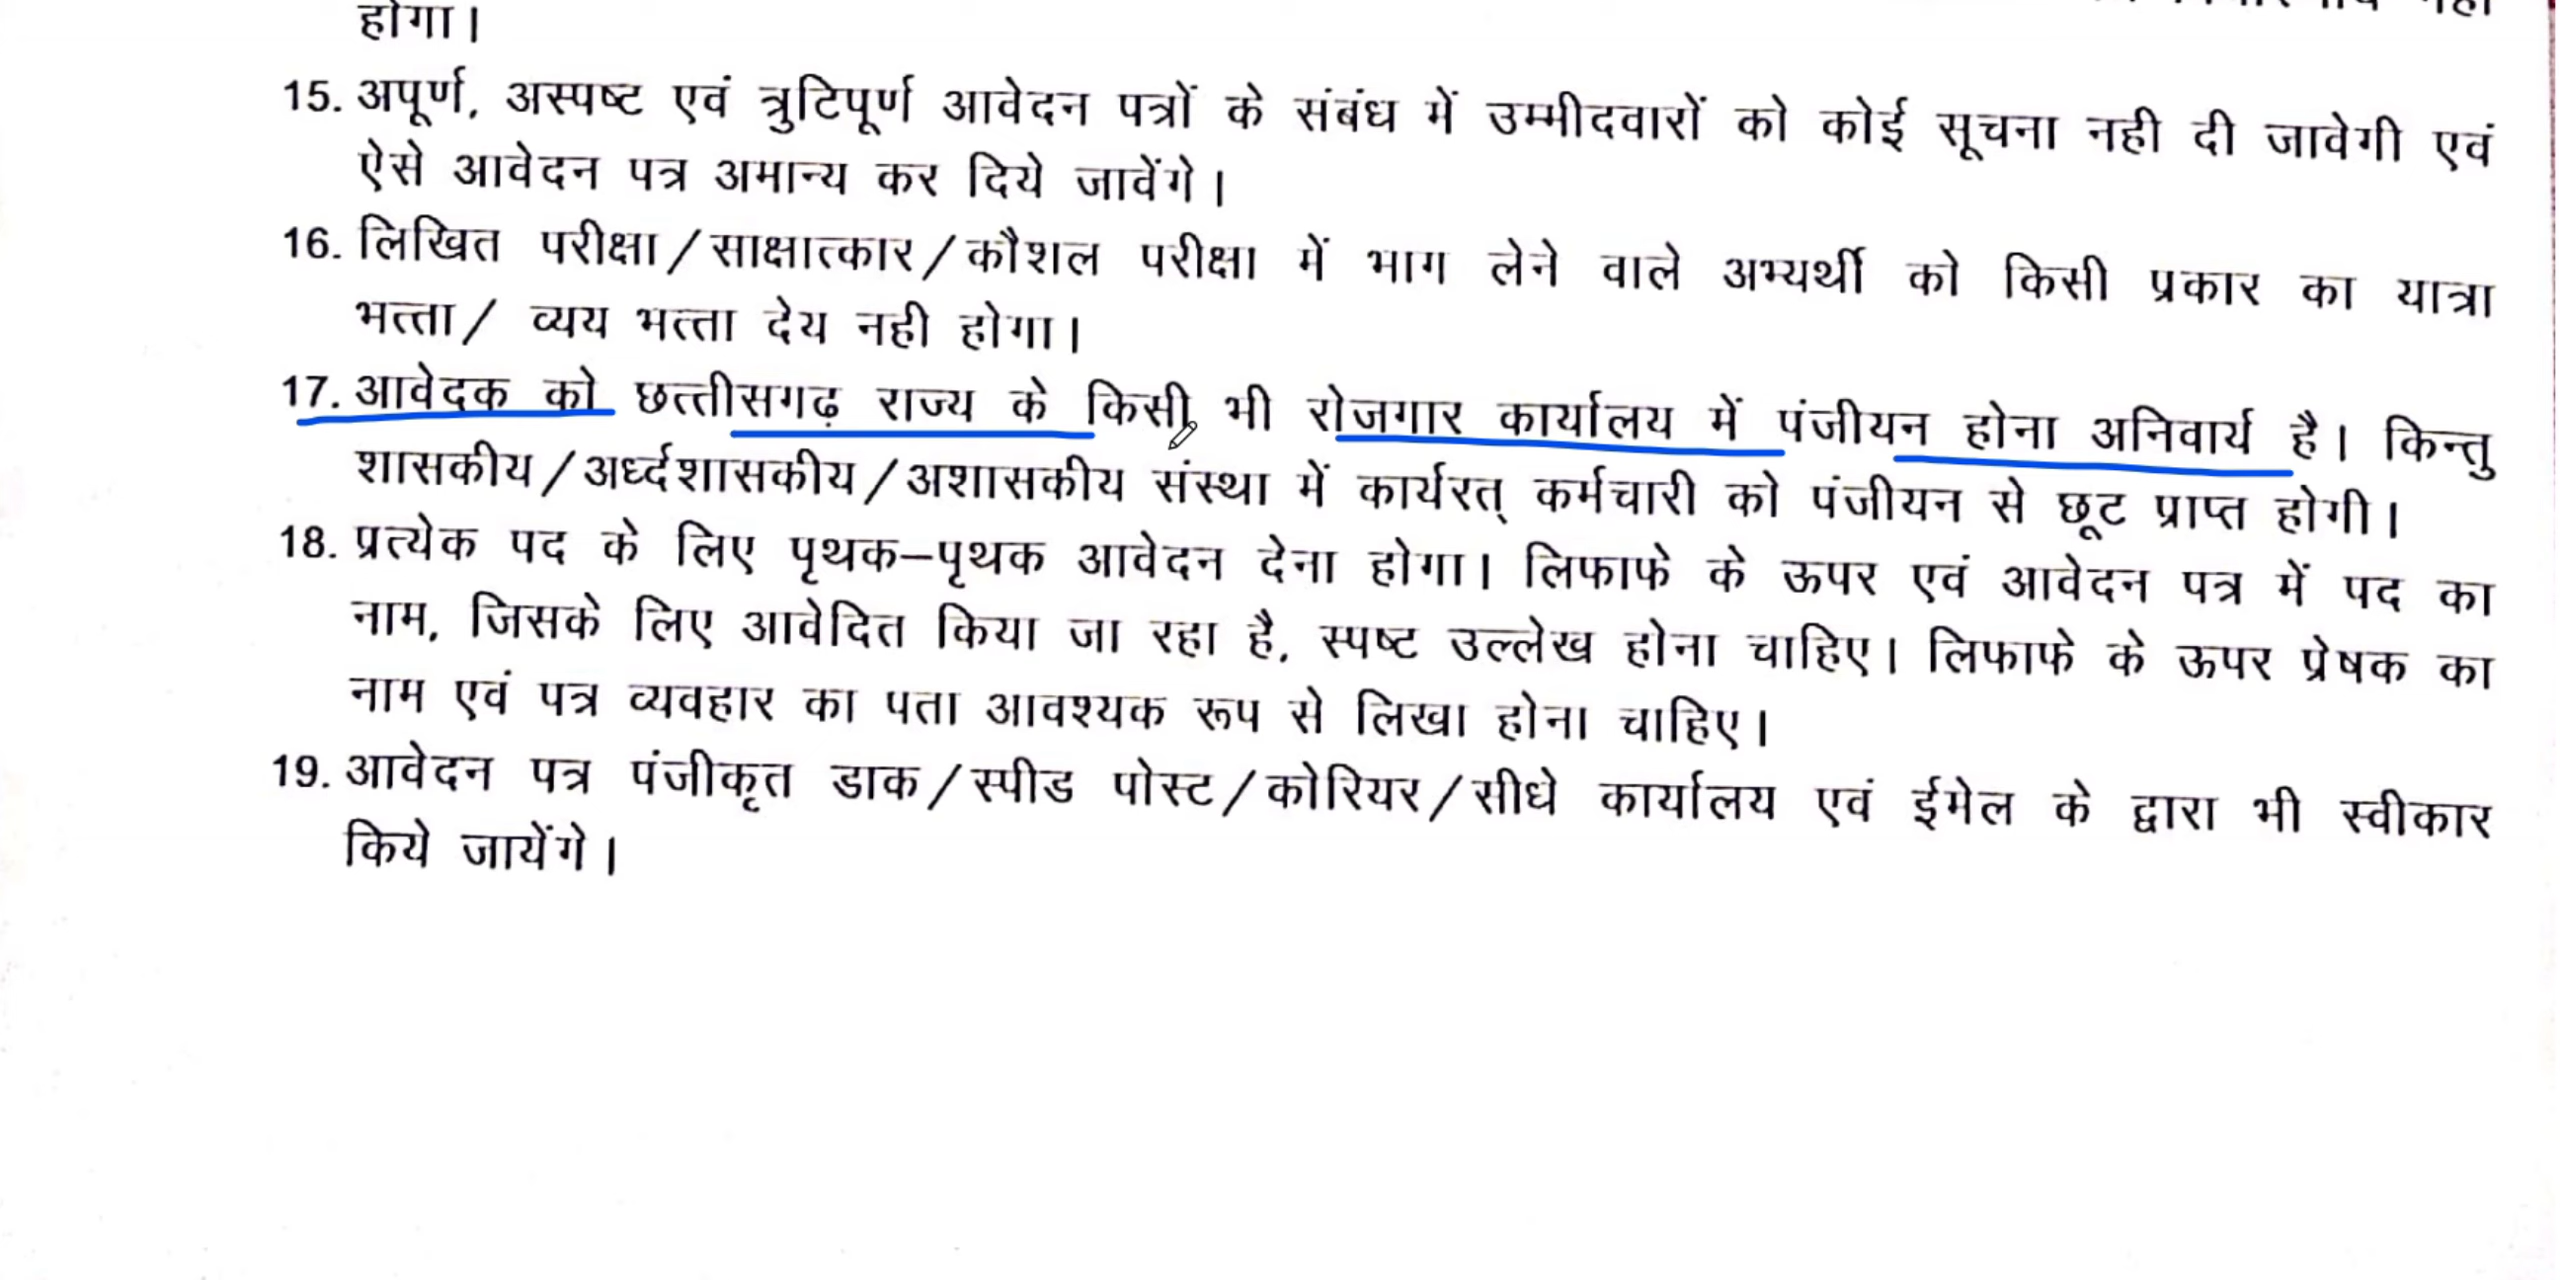 होगा।
15. अपूर्ण, अस्पष्ट एवं त्रुटिपूर्ण आवेदन पत्रों के संबंध में उम्मीदवारों को कोई सूचना नही दी जावेगी एवं
ऐसे आवेदन पत्र अमान्य कर दिये जावेंगे।
16. लिखित परीक्षा/साक्षात्कार/कौशल परीक्षा में भाग लेने वाले अभ्यर्थी को किसी प्रकार का यात्रा
भत्ता/ व्यय भत्ता देय नही होगा।
17. आवेदक को छत्तीसगढ़ राज्य के किसी भी रोजगार कार्यालय में पंजीयन होना अनिवार्य है। किन्तु
शासकीय/अर्ध्दशासकीय/अशासकीय संस्था में कार्यरत् कर्मचारी को पंजीयन से छूट प्राप्त होगी।
18. प्रत्येक पद के लिए पृथक–पृथक आवेदन देना होगा। लिफाफे के ऊपर एवं आवेदन पत्र में पद का
नाम, जिसके लिए आवेदित किया जा रहा है, स्पष्ट उल्लेख होना चाहिए। लिफाफे के ऊपर प्रेषक का
नाम एवं पत्र व्यवहार का पता आवश्यक रूप से लिखा होना चाहिए।
19. आवेदन पत्र पंजीकृत डाक/स्पीड पोस्ट/कोरियर/सीधे कार्यालय एवं ईमेल के द्वारा भी स्वीकार
किये जायेंगे।